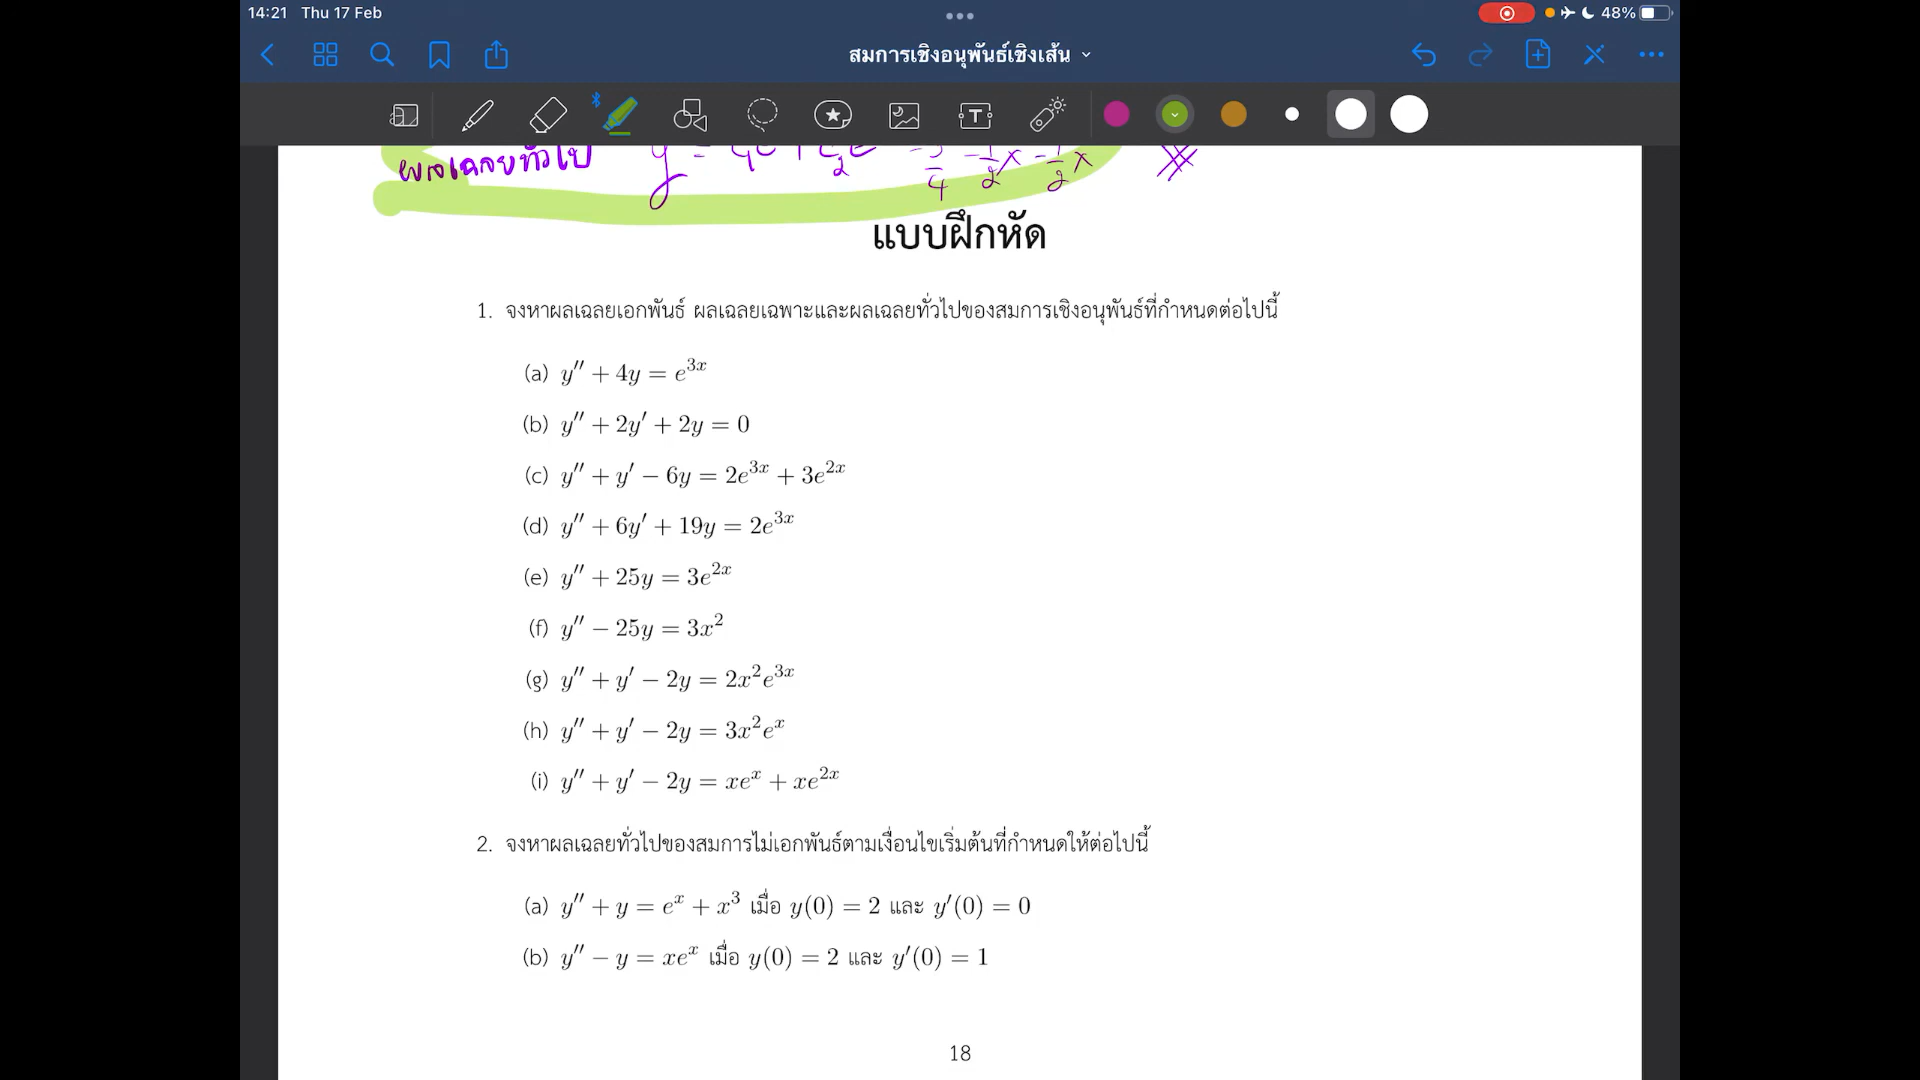 14:21 Thu 17 Feb
48%
สมการเชิงอนุพันธ์เชิงเส้น
T
ผลเฉลยทั่วไป y =
แบบฝึกหัด
1. จงหาผลเฉลยเอกพันธ์ ผลเฉลยเฉพาะและผลเฉลยทั่วไปของสมการเชิงอนุพันธ์ที่กำหนดต่อไปนี้
(a) y″ + 4y = e^{3x}
(b) y″ + 2y′ + 2y = 0
(c) y″ + y′ − 6y = 2e^{3x} + 3e^{2x}
(d) y″ + 6y′ + 19y = 2e^{3x}
(e) y″ + 25y = 3e^{2x}
(f) y″ − 25y = 3x^2
(g) y″ + y′ − 2y = 2x^2e^{3x}
(h) y″ + y′ − 2y = 3x^2e^x
(i) y″ + y′ − 2y = xe^x + xe^{2x}
2. จงหาผลเฉลยทั่วไปของสมการไม่เอกพันธ์ตามเงื่อนไขเริ่มต้นที่กำหนดให้ต่อไปนี้
(a) y″ + y = e^x + x^3 เมื่อ y(0) = 2 และ y′(0) = 0
(b) y″ − y = xe^x เมื่อ y(0) = 2 และ y′(0) = 1
18